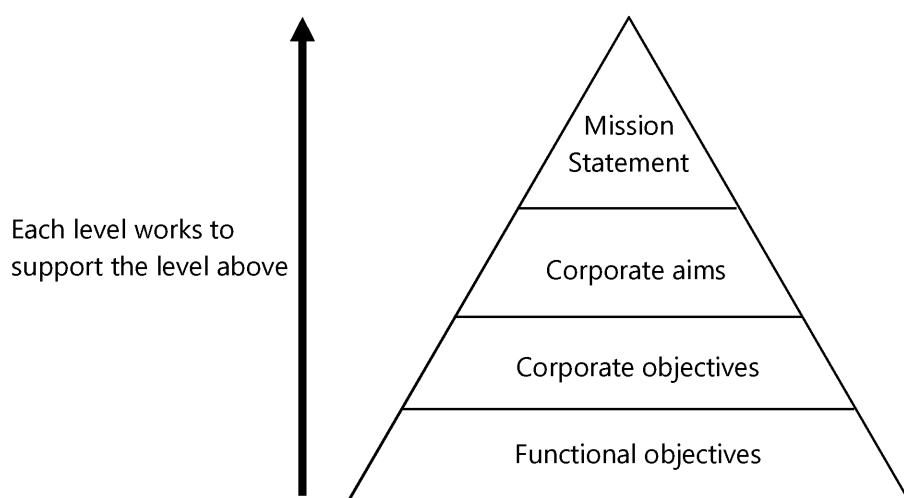 Mission
Statement
Each level works to
support the level above
Corporate aims
Corporate objectives
Functional objectives